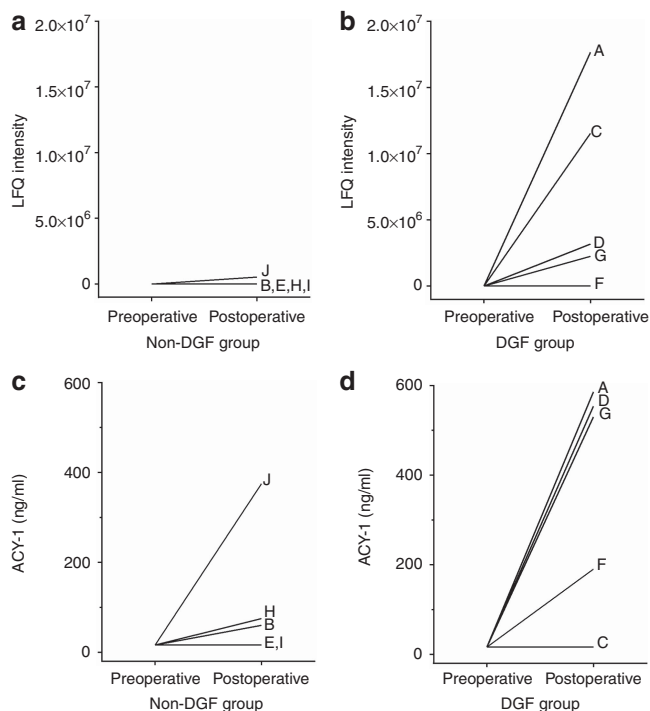 a
2.0×10⁷
1.5×10⁷
1.0×10⁷
5.0×10⁶
0
LFQ intensity
J
B,E,H,I
Preoperative Postoperative
Non-DGF group
b
2.0×10⁷
1.5×10⁷
1.0×10⁷
5.0×10⁶
0
LFQ intensity
A
C
D
G
F
Preoperative Postoperative
DGF group
c
600
400
200
0
ACY-1 (ng/ml)
J
H
B
E,I
Preoperative Postoperative
Non-DGF group
d
600
400
200
0
ACY-1 (ng/ml)
A
D
G
F
C
Preoperative Postoperative
DGF group